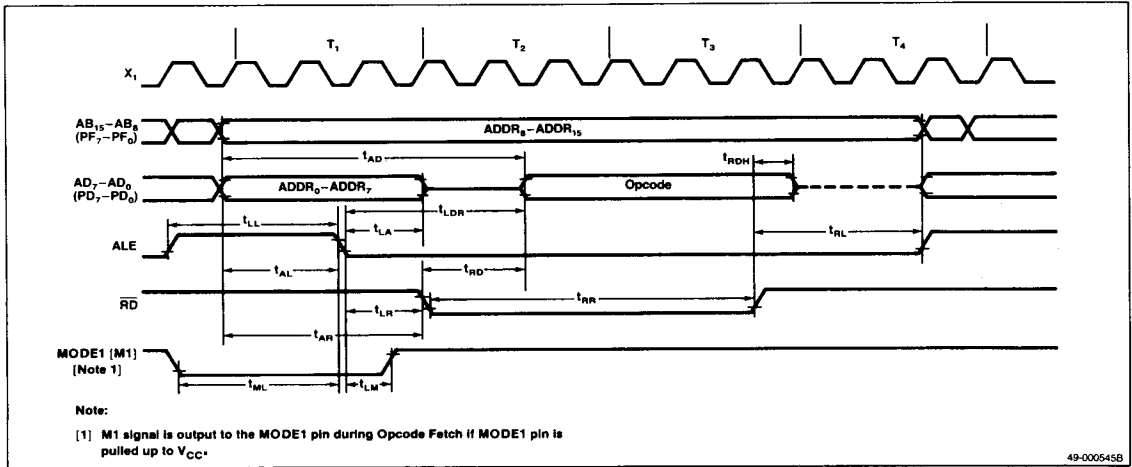 T1 T2 T3 T4
X1
AB15–AB8
(PF7–PF0)
ADDR8–ADDR15
tAD
tRDH
AD7–AD0
(PD7–PD0)
ADDR0–ADDR7
Opcode
tLDR
tLL
tLA
tRL
ALE
tAL
tRD
RD
tRR
tLR
tAR
MODE1 [M1]
[Note 1]
tML
tLM
Note:
[1] M1 signal is output to the MODE1 pin during Opcode Fetch if MODE1 pin is
pulled up to VCC.
49-000545B